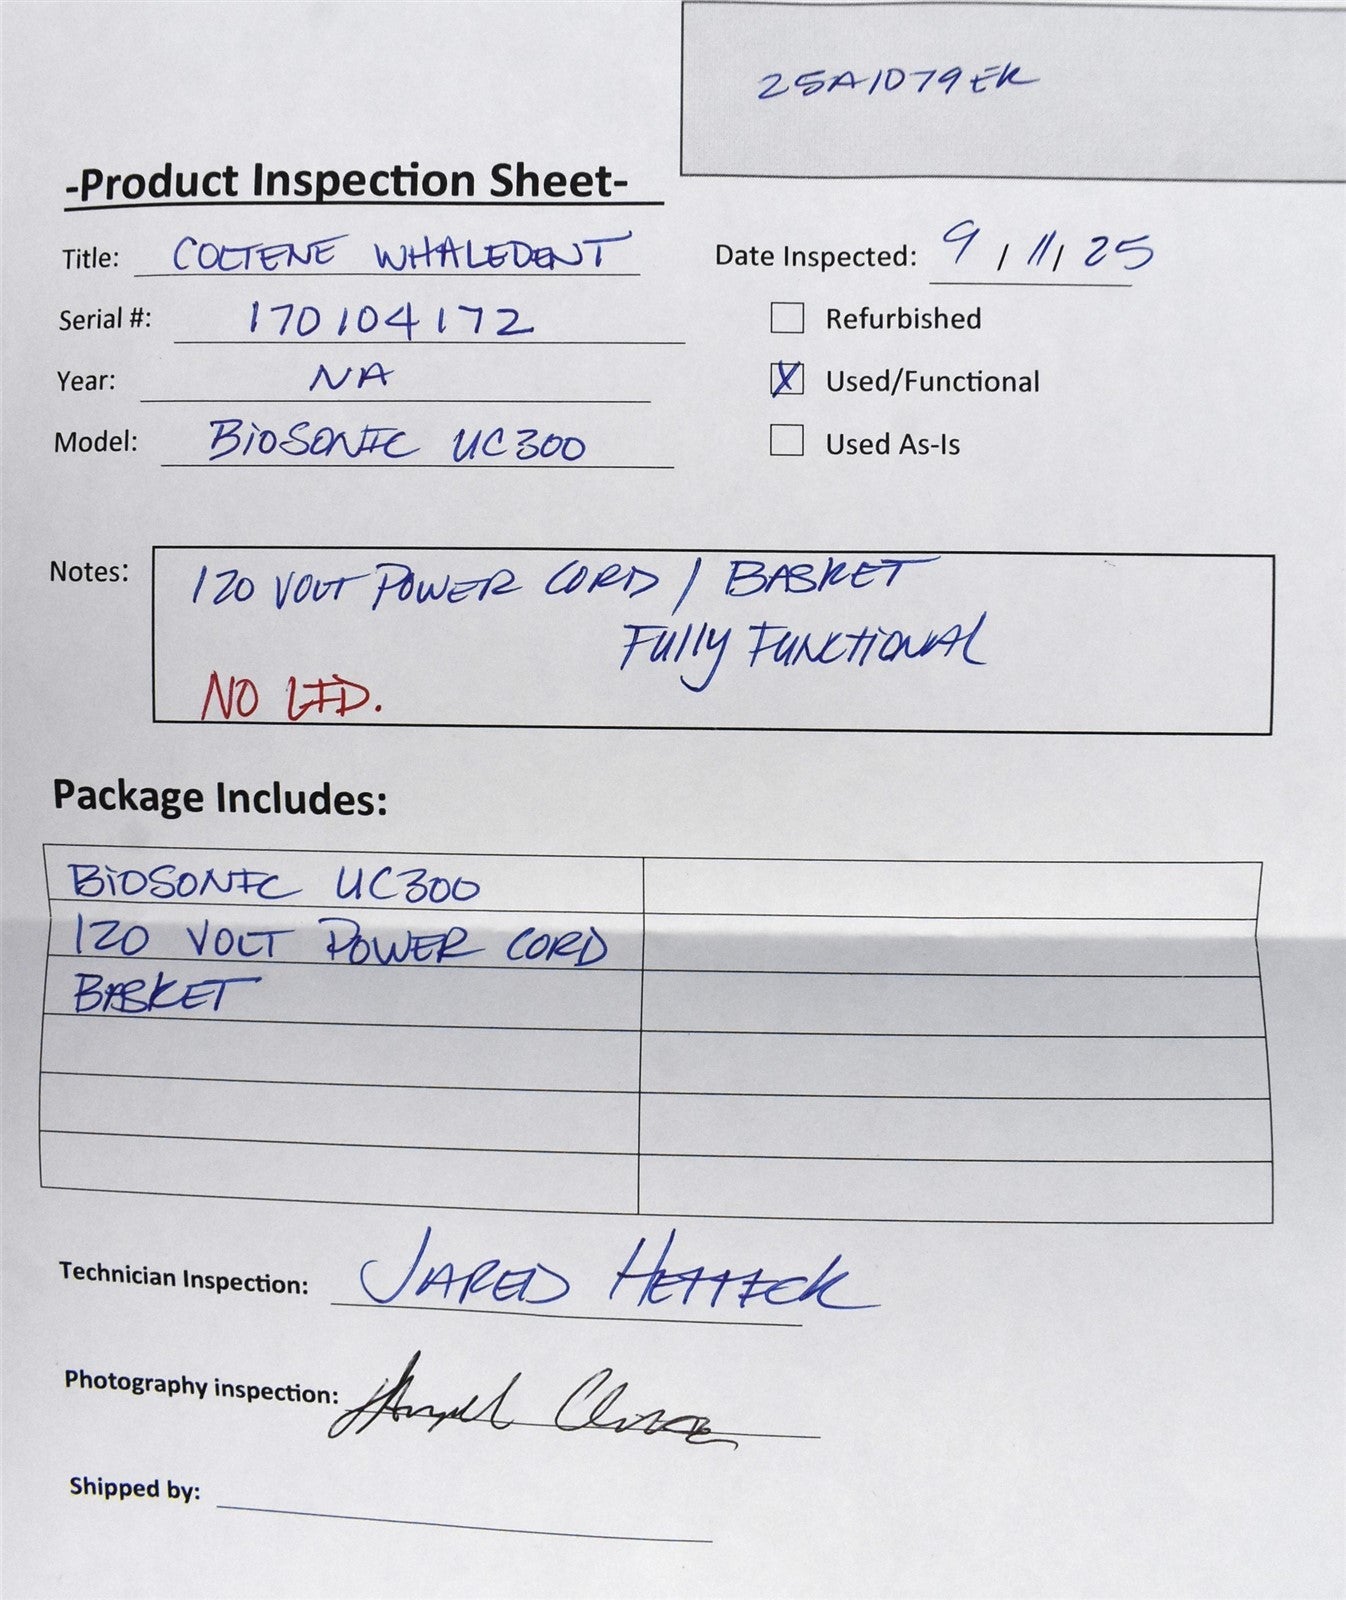 25A1079EK
-Product Inspection Sheet-
Title: COLTENE WHALEDENT
Date Inspected: 9 / 11 / 25
Serial #: 170104172
Refurbished
Year: NA
X Used/Functional
Model: BIOSONIC UC300
Used As-Is
Notes: 120 VOLT POWER CORD / BASKET
FUlly FUNCTIONAL
NO LID.
Package Includes:
BIOSONIC UC300
120 VOLT POWER CORD
BASKET
Technician Inspection: JARED
Photography inspection:
Shipped by: